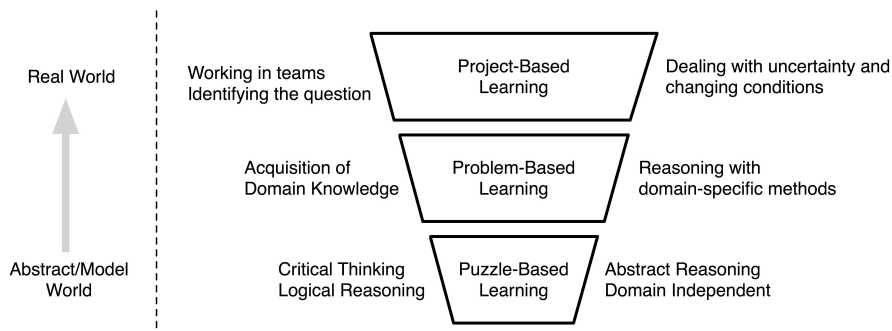 Real World
Abstract/Model
World
Working in teams
Identifying the question
Project-Based
Learning
Dealing with uncertainty and
changing conditions
Acquisition of
Domain Knowledge
Problem-Based
Learning
Reasoning with
domain-specific methods
Critical Thinking
Logical Reasoning
Puzzle-Based
Learning
Abstract Reasoning
Domain Independent